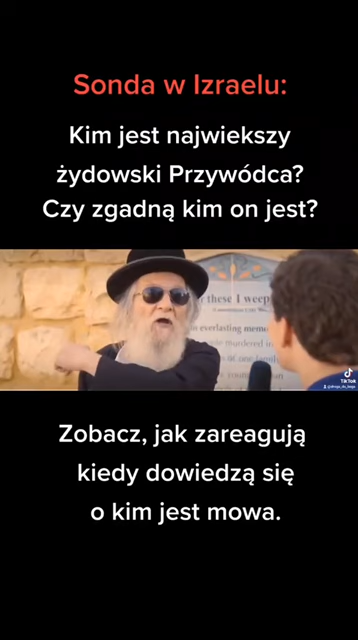 Sonda w Izraelu:
Kim jest najwiekszy
żydowski Przywódca?
Czy zgadną kim on jest?
these I weep
everlasting memo
TikTok
Zobacz, jak zareagują
kiedy dowiedzą się
o kim jest mowa.